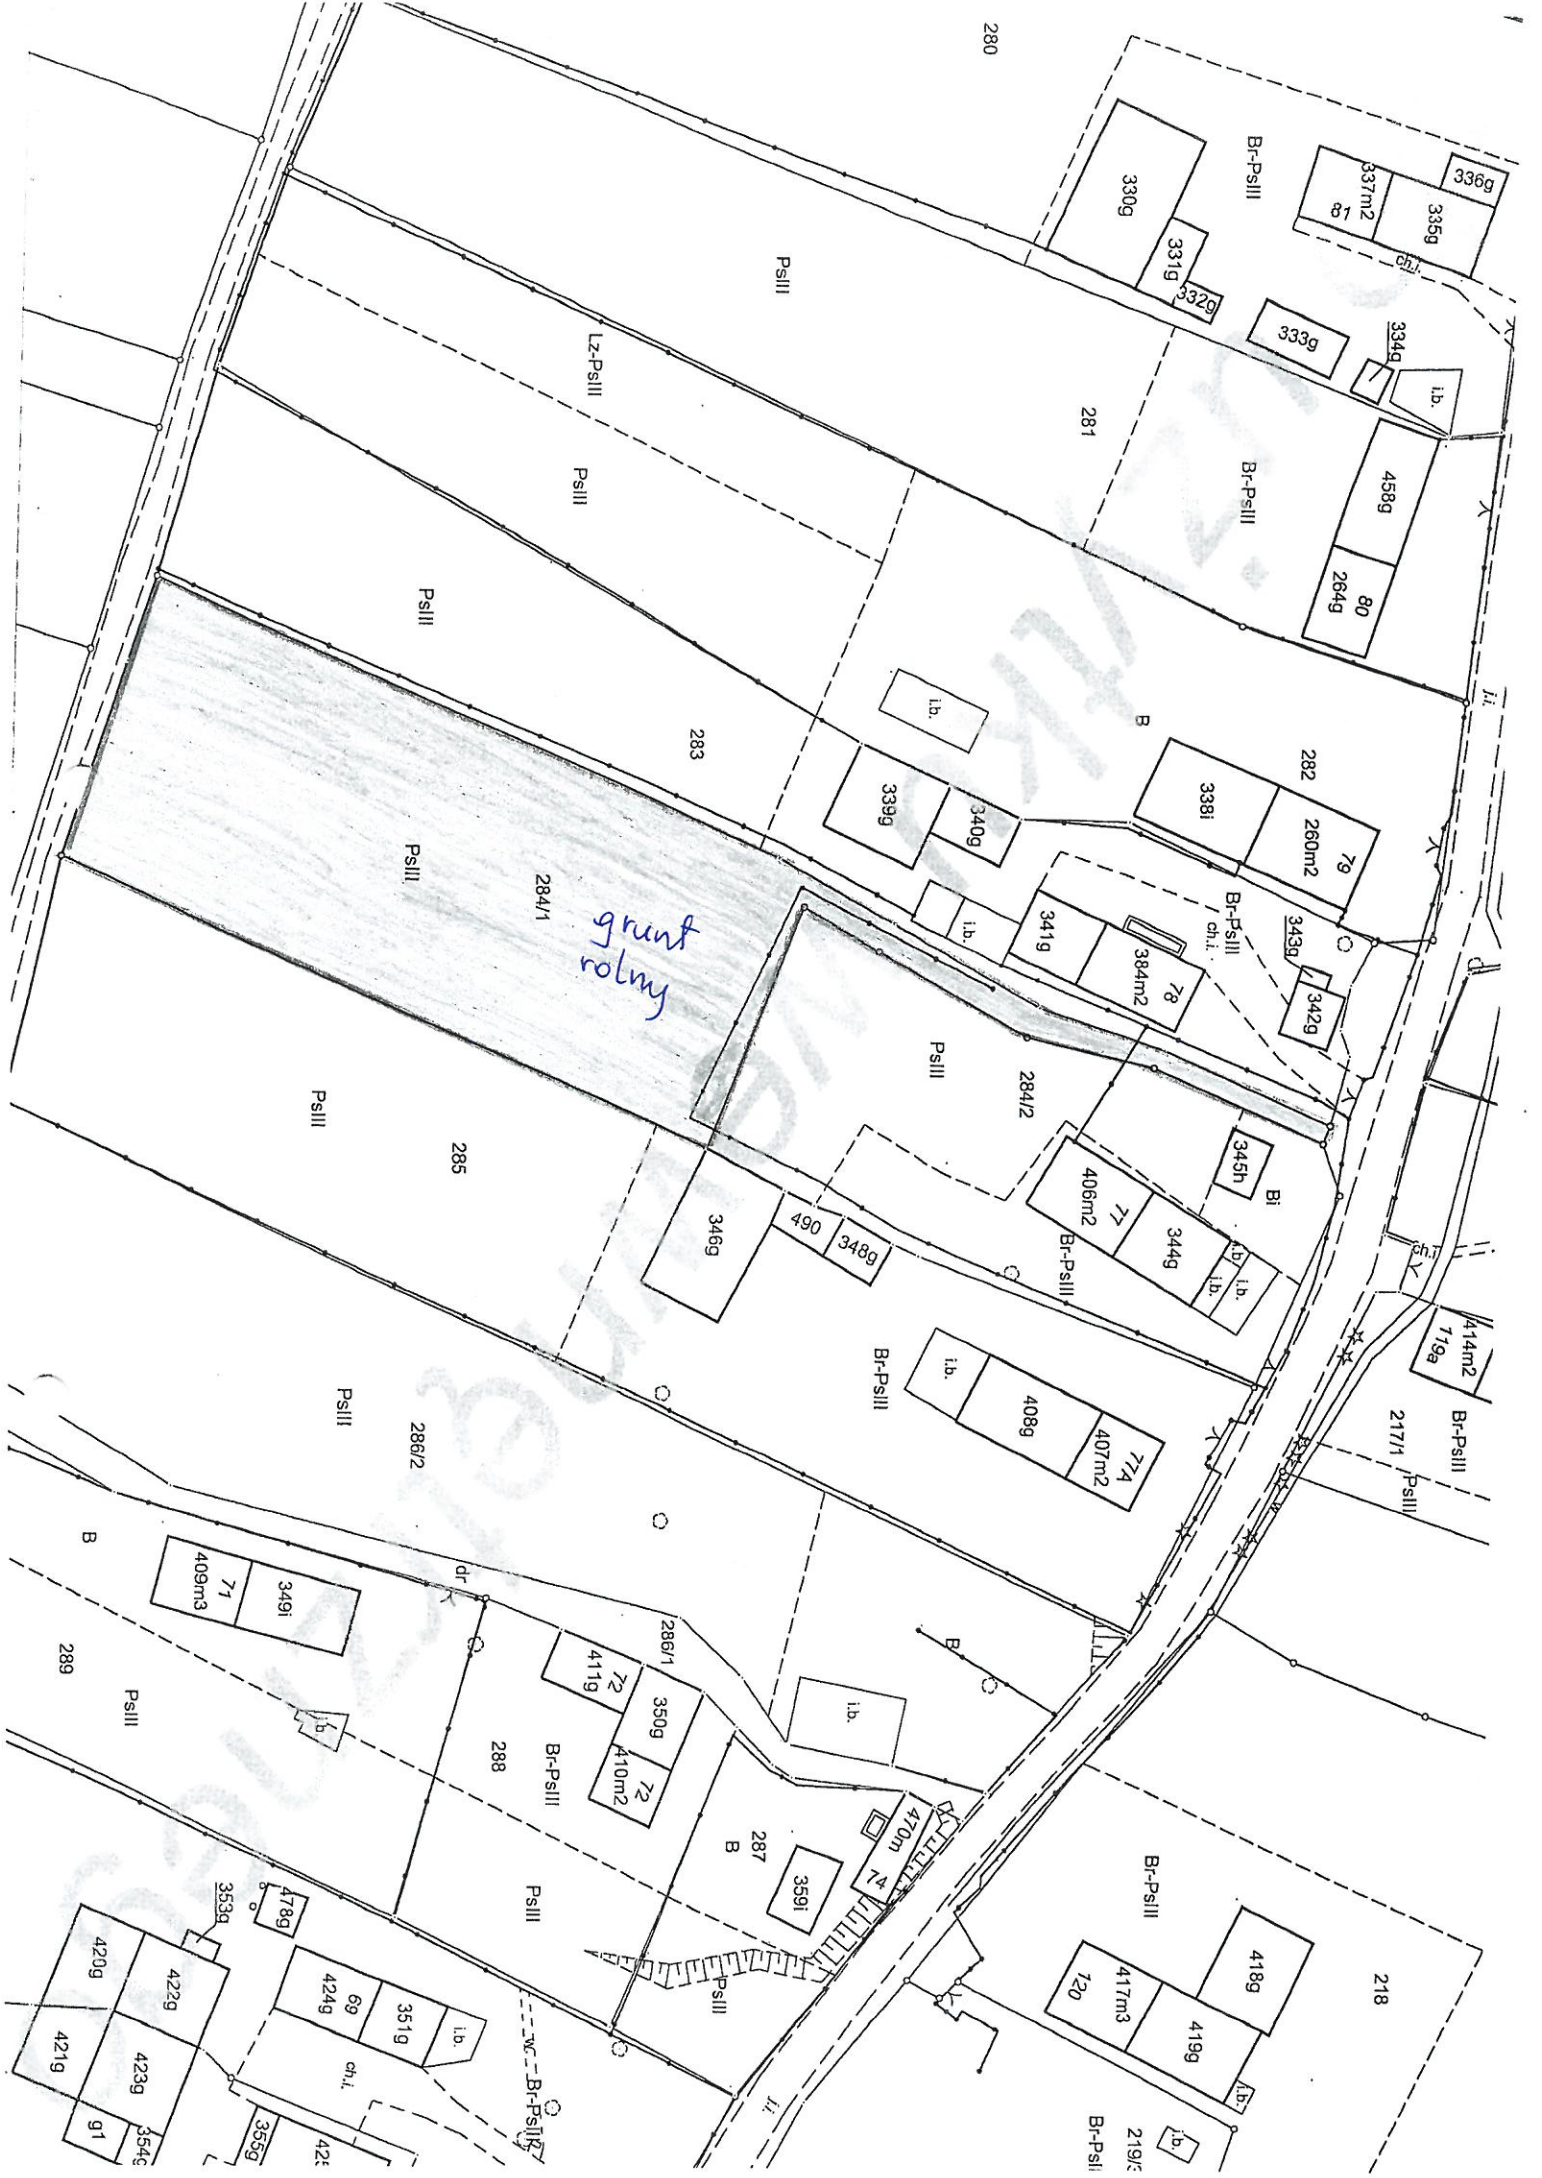 280
Br-PsIII
336g
335g
337m2
81
ch.i.
330g
331g
332g
333g
334g
i.b.
PsIII
281
Br-PsIII
458g
80
264g
Lz-PsIII
PsIII
j.i.
B
282
i.b.
338i
260m2
79
PsIII
283
339g
340g
i.b.
341g
384m2
78
Br-PsIII
ch.i.
343g
342g
PsIII
284/1
grunt
rolny
PsIII
284/2
345h
Bi
406m2
77
344g
i.b.
i.b.
i.b.
Br-PsIII
ch.i
414m2
119a
PsIII
285
346g
490
348g
Br-PsIII
i.b.
408g
407m2
77A
217/1
Br-PsIII
PsIII
w
PsIII
286/2
B
409m3
71
349i
dr
286/1
B
i.b.
289
PsIII
i.b.
411g
72
350g
410m2
72
288
Br-PsIII
287
B
359i
470m
74
PsIII
PsIII
Br-PsIII
218
418g
417m3
120
419g
i.b.
i.b.
219/3
Br-PsII
353g
478g
420g
422g
421g
423g
g1
354g
424g
69
351g
i.b.
ch.i.
355g
425
w
j.i.